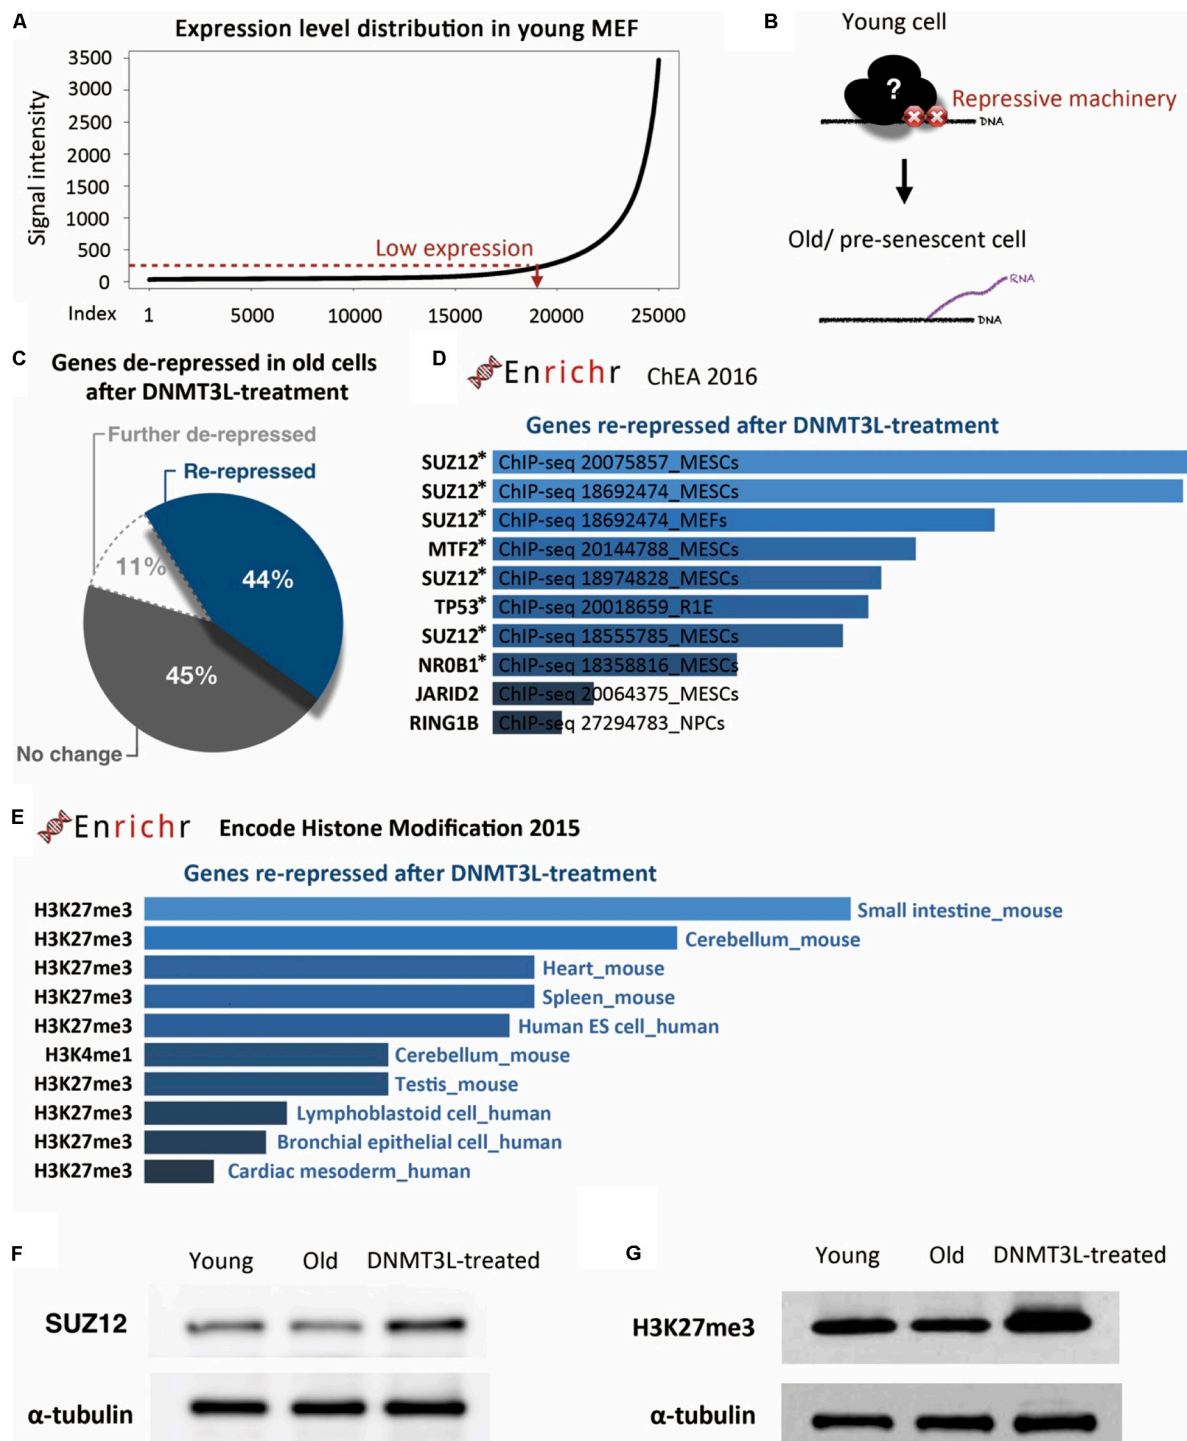 A
Expression level distribution in young MEF
Signal intensity
3500
3000
2500
2000
1500
1000
500
0
Low expression
Index 1 5000 10000 15000 20000 25000
B
Young cell
?
Repressive machinery
DNA
Old/ pre-senescent cell
RNA
DNA
C
Genes de-repressed in old cells
after DNMT3L-treatment
Further de-repressed
Re-repressed
11%
44%
45%
No change
D
Enrichr ChEA 2016
Genes re-repressed after DNMT3L-treatment
SUZ12* ChIP-seq 20075857_MESCs
SUZ12* ChIP-seq 18692474_MESCs
SUZ12* ChIP-seq 18692474_MEFs
MTF2* ChIP-seq 20144788_MESCs
SUZ12* ChIP-seq 18974828_MESCs
TP53* ChIP-seq 20018659_R1E
SUZ12* ChIP-seq 18555785_MESCs
NR0B1* ChIP-seq 18358816_MESCs
JARID2 ChIP-seq 20064375_MESCs
RING1B ChIP-seq 27294783_NPCs
E
Enrichr Encode Histone Modification 2015
Genes re-repressed after DNMT3L-treatment
H3K27me3 Small intestine_mouse
H3K27me3 Cerebellum_mouse
H3K27me3 Heart_mouse
H3K27me3 Spleen_mouse
H3K27me3 Human ES cell_human
H3K4me1 Cerebellum_mouse
H3K27me3 Testis_mouse
H3K27me3 Lymphoblastoid cell_human
H3K27me3 Bronchial epithelial cell_human
H3K27me3 Cardiac mesoderm_human
F
Young Old DNMT3L-treated
SUZ12
α-tubulin
G
Young Old DNMT3L-treated
H3K27me3
α-tubulin